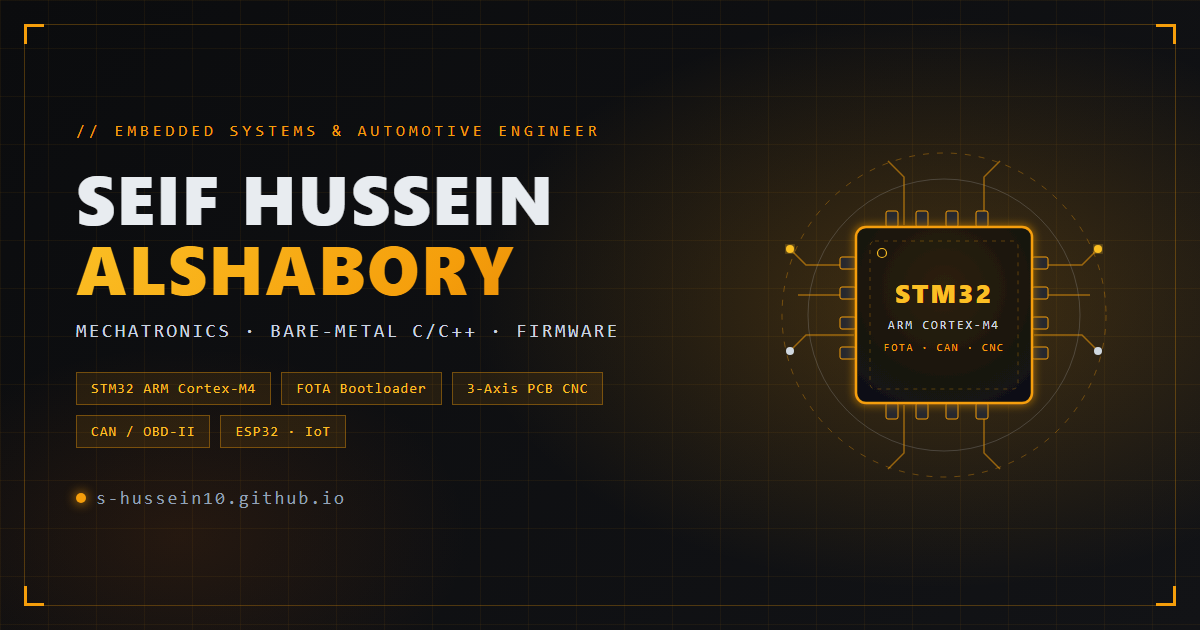 // EMBEDDED SYSTEMS & AUTOMOTIVE ENGINEER
SEIF HUSSEIN
ALSHABORY
MECHATRONICS · BARE-METAL C/C++ · FIRMWARE
STM32 ARM Cortex-M4
FOTA Bootloader
3-Axis PCB CNC
CAN / OBD-II
ESP32 · IoT
s-hussein10.github.io
STM32
ARM CORTEX-M4
FOTA · CAN · CNC